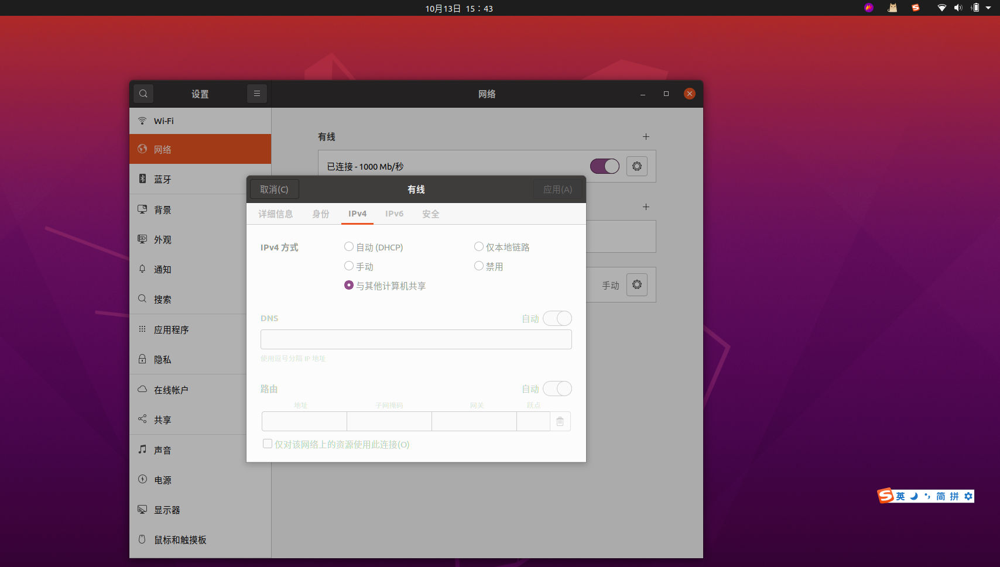 10月13日 15：43
设置
网络
Wi-Fi
网络
蓝牙
背景
外观
通知
搜索
应用程序
隐私
在线帐户
共享
声音
电源
显示器
鼠标和触摸板
有线
已连接 - 1000 Mb/秒
手动
取消(C)
有线
应用(A)
详细信息 身份 IPv4 IPv6 安全
IPv4 方式
自动 (DHCP)
仅本地链路
手动
禁用
与其他计算机共享
DNS
自动
使用逗号分隔 IP 地址
路由
自动
地址 子网掩码 网关 跃点
仅对该网络上的资源使用此连接(O)
S 英 简 拼